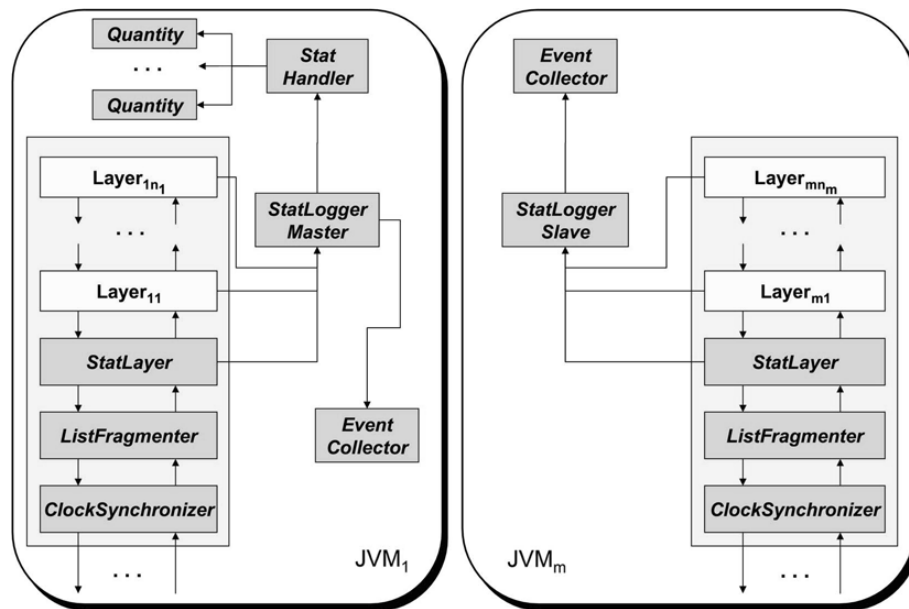 Quantity
. . .
Quantity
Stat
Handler
Layer1n1
. . .
Layer11
StatLayer
ListFragmenter
ClockSynchronizer
. . .
StatLogger
Master
Event
Collector
JVM1
Event
Collector
StatLogger
Slave
Layermnm
. . .
Layerm1
StatLayer
ListFragmenter
ClockSynchronizer
. . .
JVMm